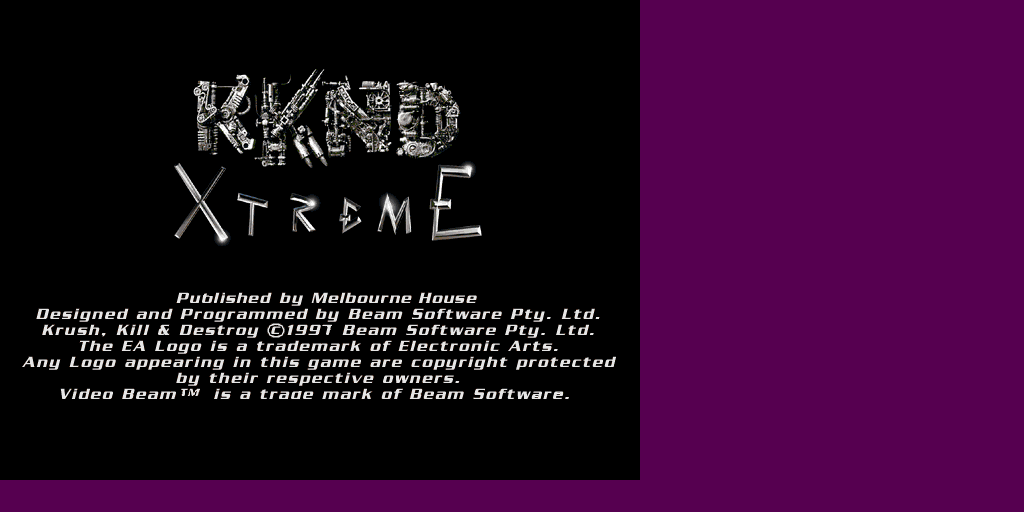 KKND
XTREME
Published by Melbourne House
Designed and Programmed by Beam Software Pty. Ltd.
Krush, Kill & Destroy ©1997 Beam Software Pty. Ltd.
The EA Logo is a trademark of Electronic Arts.
Any Logo appearing in this game are copyright protected
by their respective owners.
Video Beam™ is a trade mark of Beam Software.